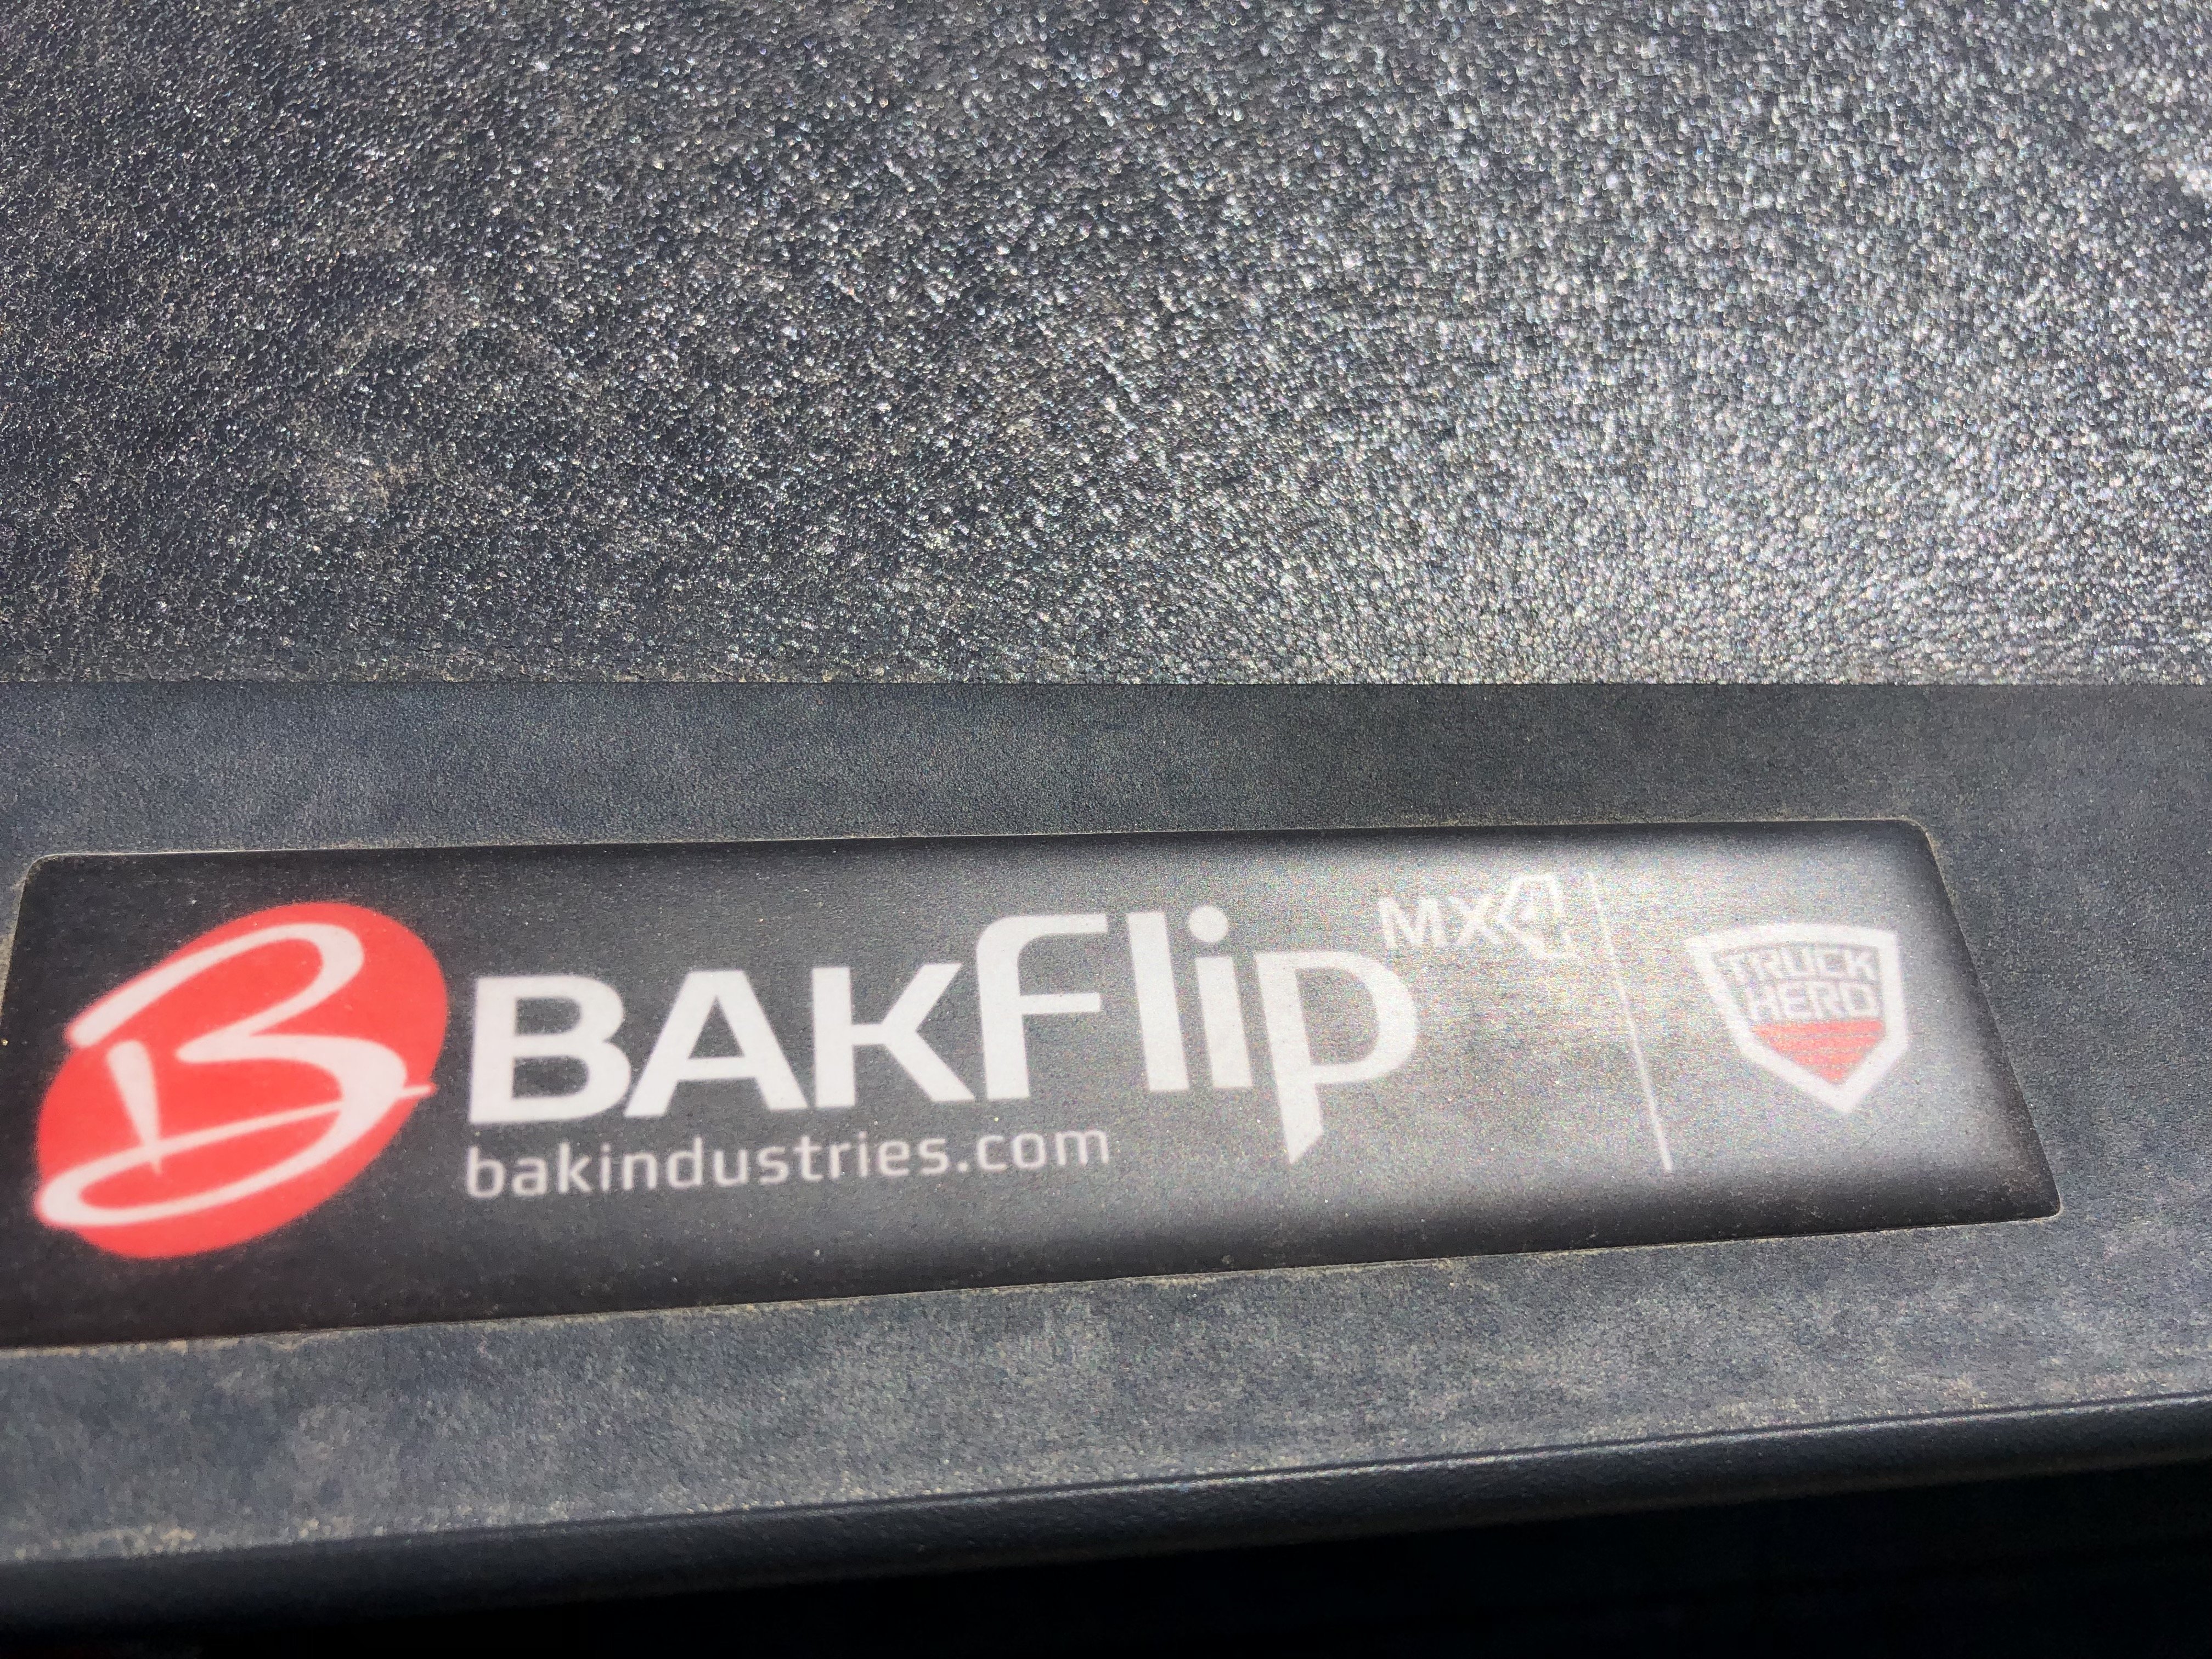 B BAKFlip MX4
bakindustries.com
TRUCK
HERO